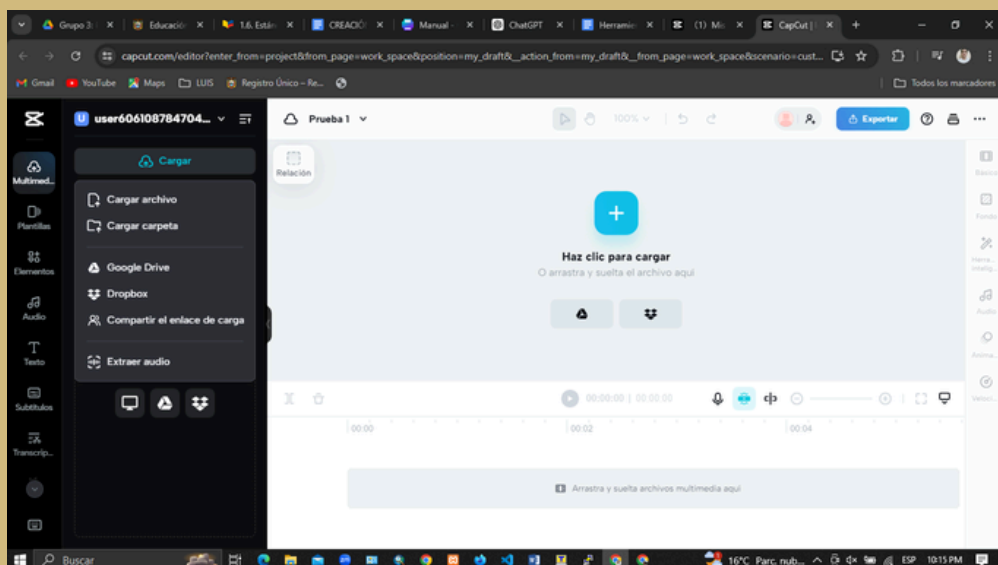 Grupo 3:
Educació
1.6. Están
CREACIÓ
Manual -
ChatGPT
Herramie
(1) Mi
CapCut |
capcut.com/editor?enter_from=project&from_page=work_space&position=my_draft&__action_from=my_draft&__from_page=work_space&scenario=cust...
Gmail
YouTube
Maps
LUIS
Registro Único – Re...
Todos los marcadores
U user606108784704...
Prueba 1
100%
Exportar
Cargar
Relación
Multimed...
Plantillas
Elementos
Audio
Texto
Subtítulos
Transcrip...
Cargar archivo
Cargar carpeta
Google Drive
Dropbox
Compartir el enlace de carga
Extraer audio
Haz clic para cargar
O arrastra y suelta el archivo aquí
Básico
Fondo
Herra...
intelig...
Audio
Anima...
Veloci...
00:00:00 | 00:00:00
00:00
00:02
00:04
Arrastra y suelta archivos multimedia aquí
Buscar
16°C Parc. nub...
ESP
10:15 PM